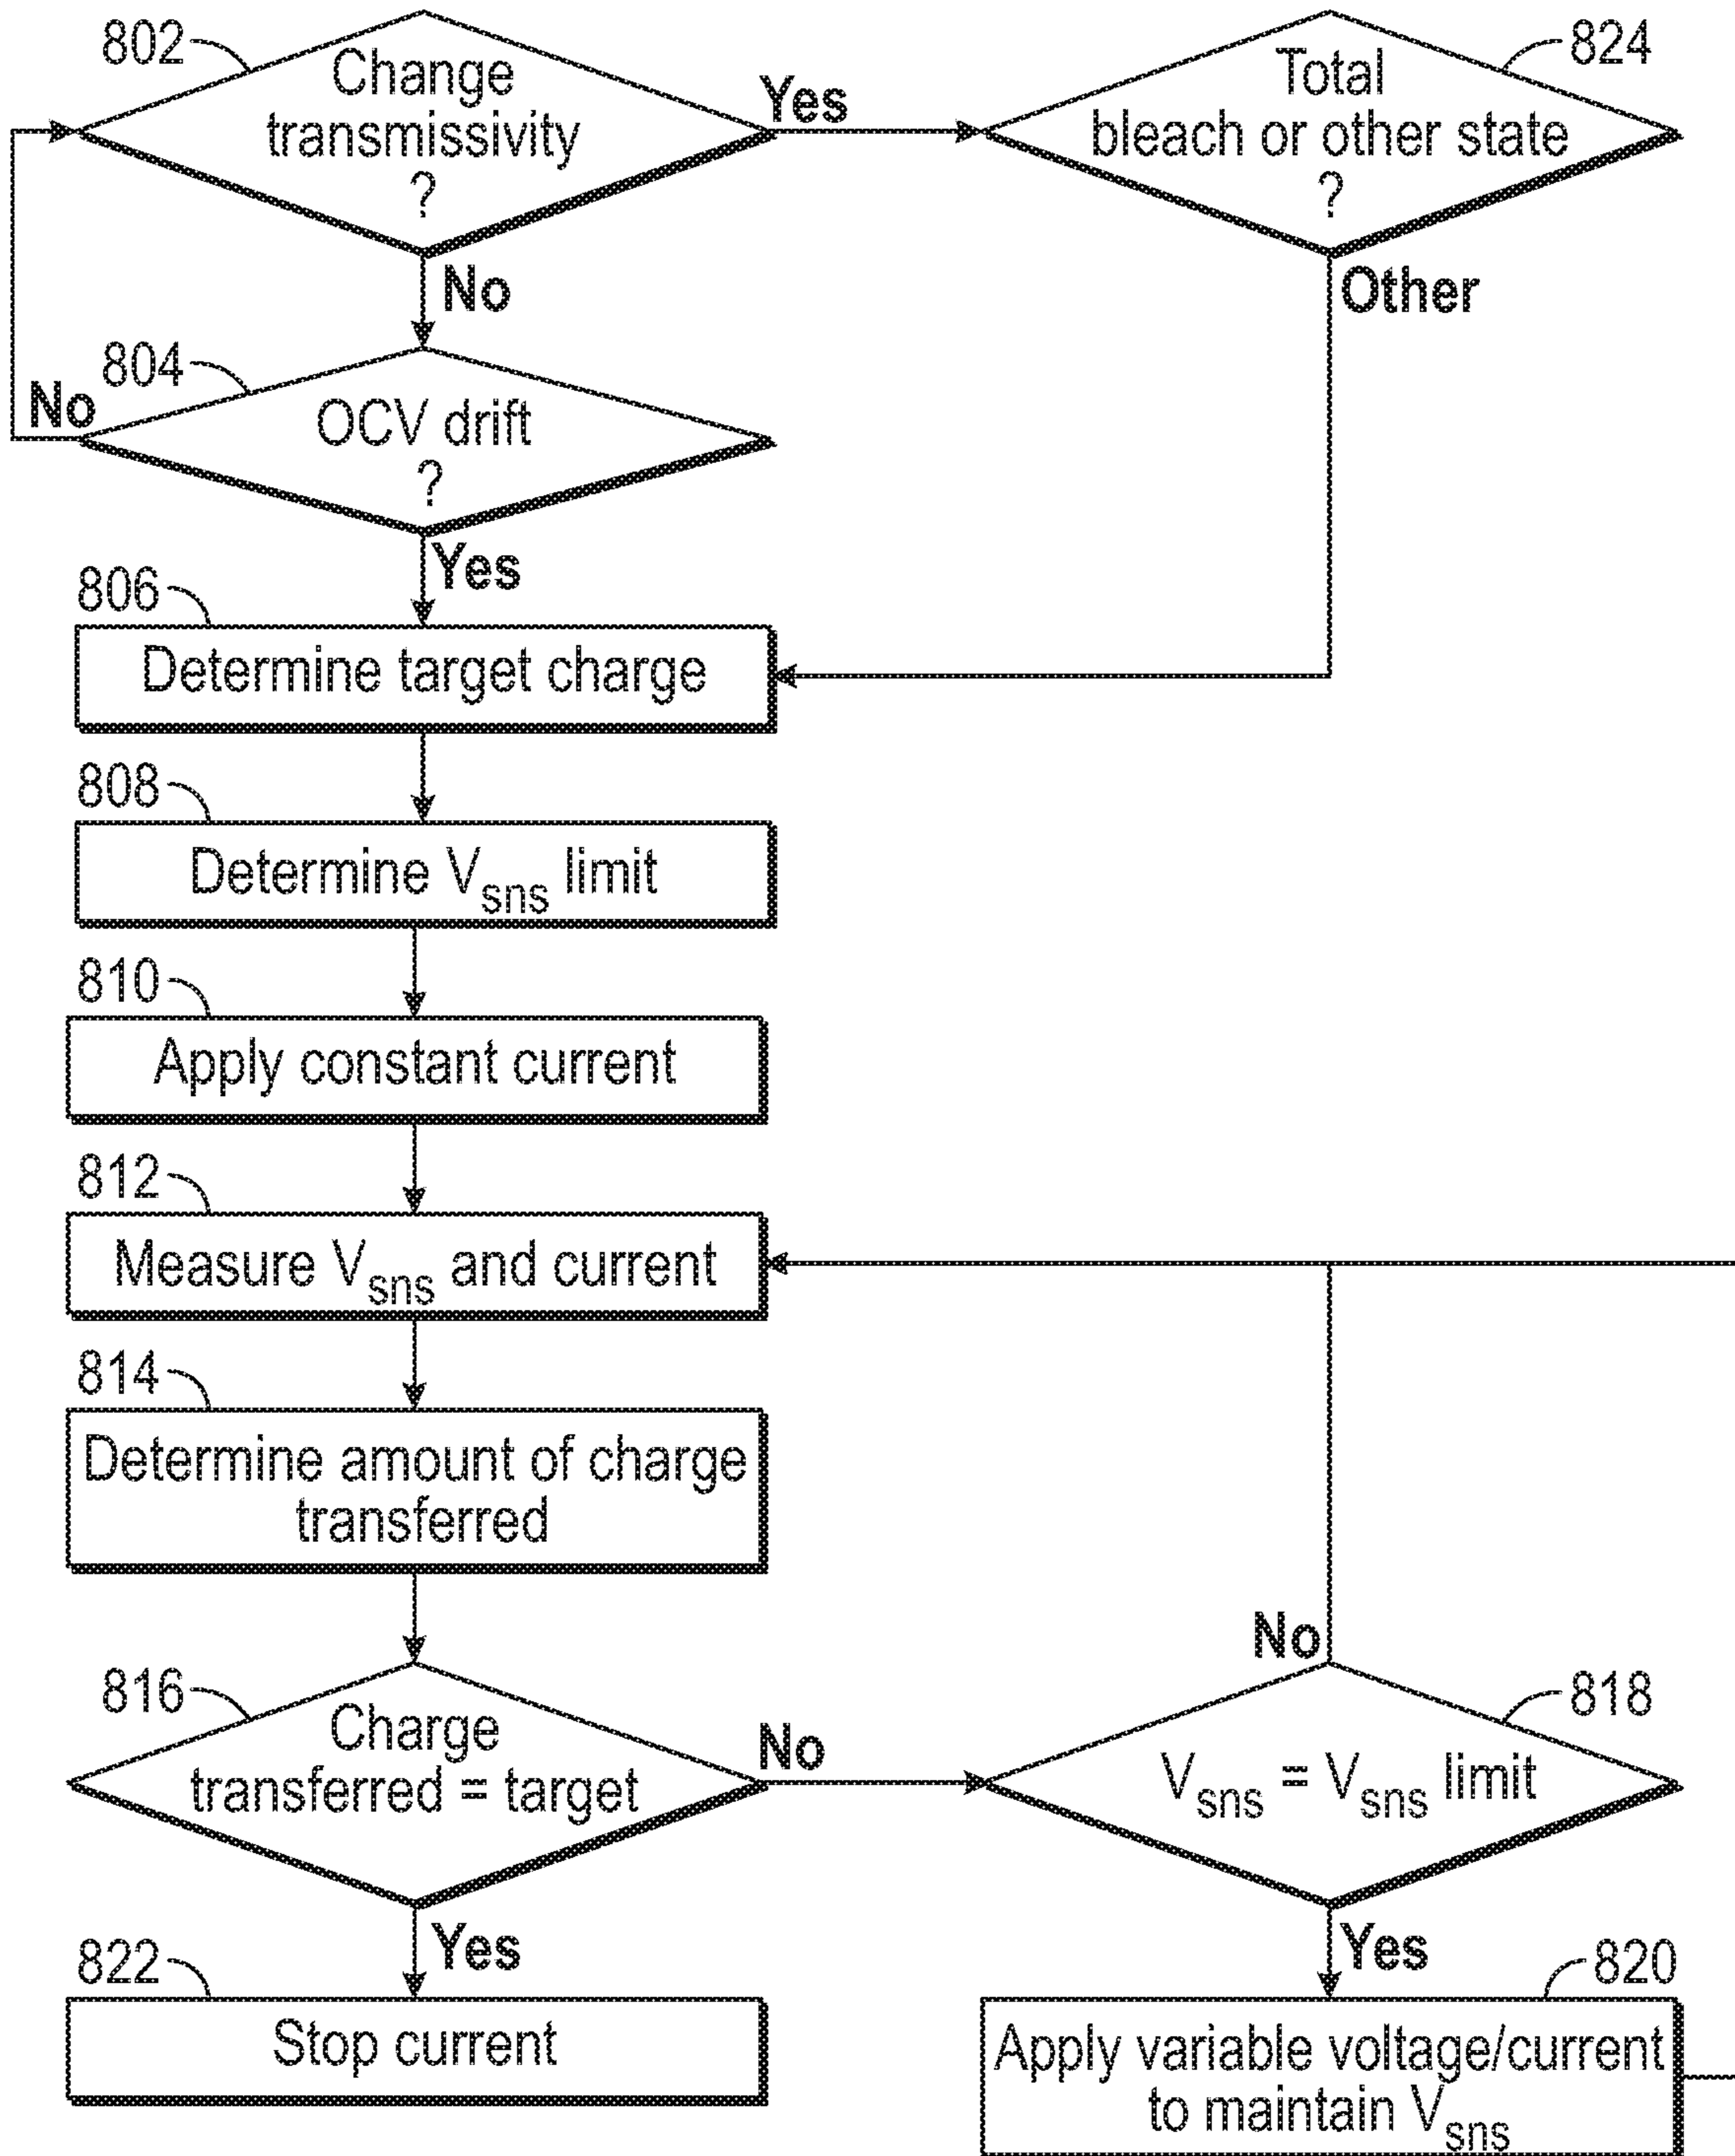 802
Change
transmissivity
?
Yes
824
Total
bleach or other state
?
No
Other
804
No
OCV drift
?
Yes
806
Determine target charge
808
Determine Vsns limit
810
Apply constant current
812
Measure Vsns and current
814
Determine amount of charge
transferred
816
Charge
transferred = target
No
No
818
Vsns = Vsns limit
Yes
Yes
822
Stop current
820
Apply variable voltage/current
to maintain Vsns